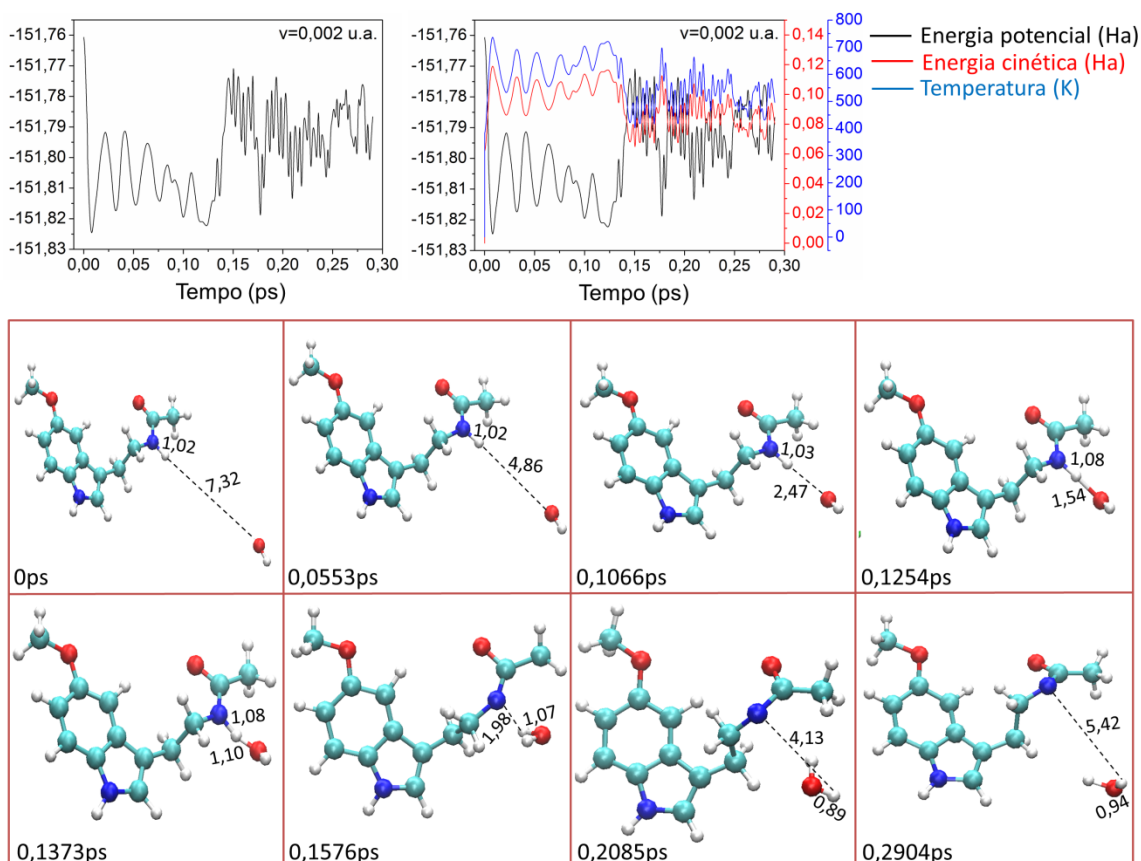 v=0,002 u.a.
-151,76
-151,77
-151,78
-151,79
-151,80
-151,81
-151,82
-151,83
0,00 0,05 0,10 0,15 0,20 0,25 0,30
Tempo (ps)
v=0,002 u.a.
-151,76
-151,77
-151,78
-151,79
-151,80
-151,81
-151,82
-151,83
0,00 0,05 0,10 0,15 0,20 0,25 0,30
Tempo (ps)
0,14
0,12
0,10
0,08
0,06
0,04
0,02
0,00
800
700
600
500
400
300
200
100
0
Energia potencial (Ha)
Energia cinética (Ha)
Temperatura (K)
1,02
7,32
0ps
1,02
4,86
0,0553ps
1,03
2,47
0,1066ps
1,08
1,54
0,1254ps
1,08
1,10
0,1373ps
1,98
1,07
0,1576ps
4,13
0,89
0,2085ps
5,42
0,94
0,2904ps